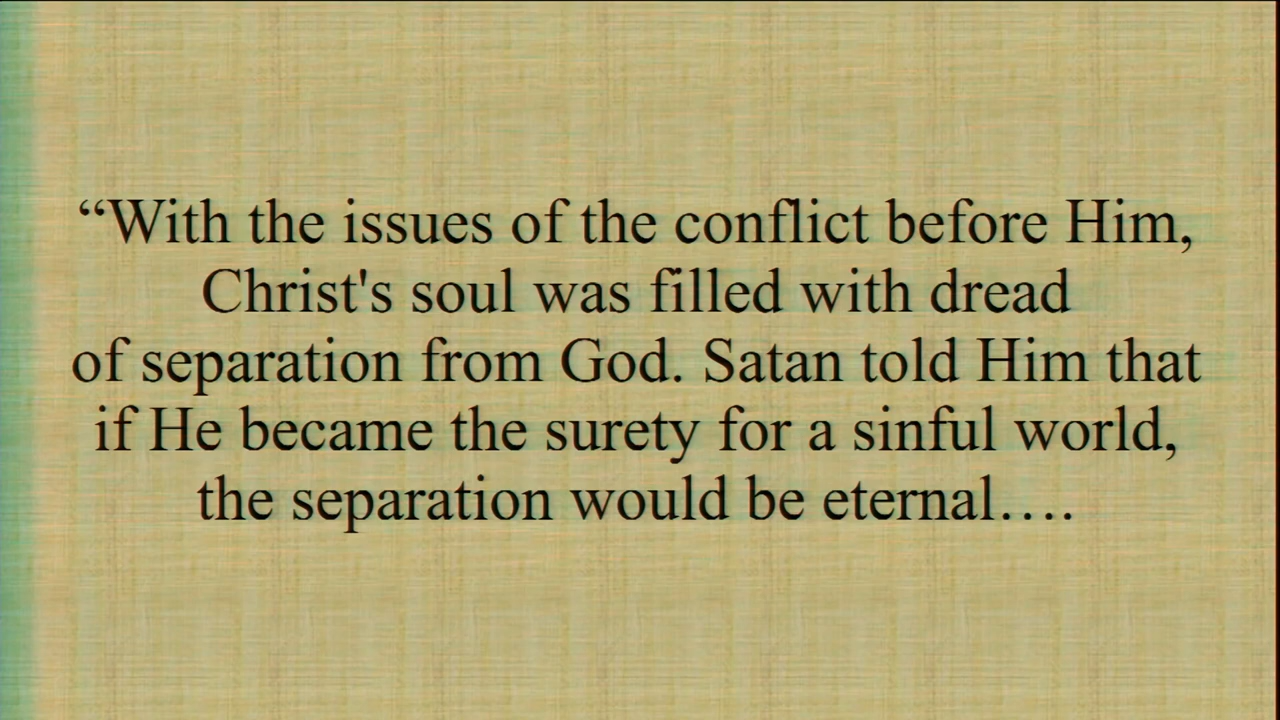 “With the issues of the conflict before Him,
Christ's soul was filled with dread
of separation from God. Satan told Him that
if He became the surety for a sinful world,
the separation would be eternal….